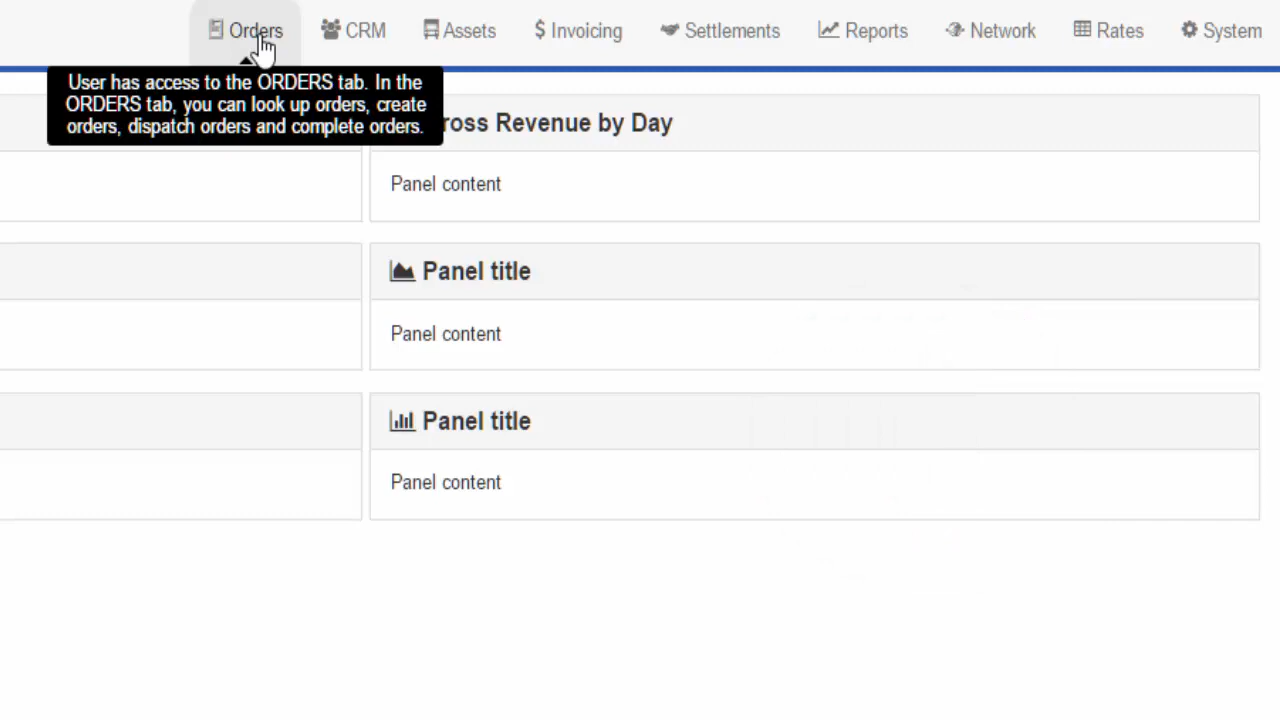 Orders CRM Assets Invoicing Settlements Reports Network Rates System
User has access to the ORDERS tab. In the
ORDERS tab, you can look up orders, create
orders, dispatch orders and complete orders.
Revenue by Day
Panel content
Panel title
Panel content
Panel title
Panel content